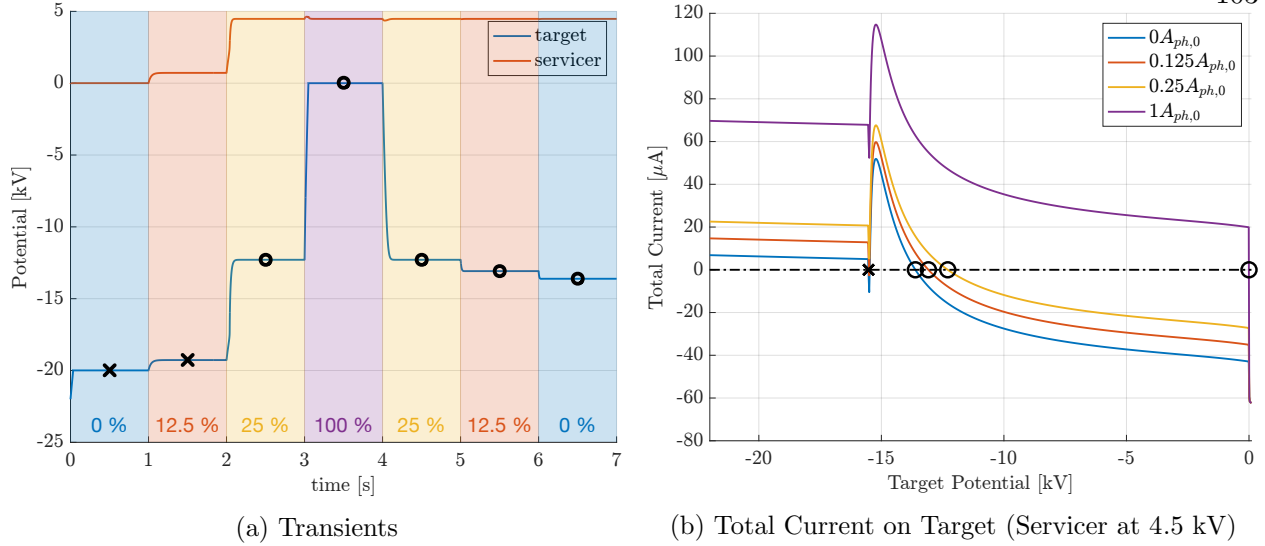 5
0
-5
-10
-15
-20
-25
Potential [kV]
target
servicer
0 %
12.5 %
25 %
100 %
25 %
12.5 %
0 %
0 1 2 3 4 5 6 7
time [s]
(a) Transients
120
100
80
60
40
20
0
-20
-40
-60
-80
Total Current [μA]
0A_{ph,0}
0.125A_{ph,0}
0.25A_{ph,0}
1A_{ph,0}
-20 -15 -10 -5 0
Target Potential [kV]
(b) Total Current on Target (Servicer at 4.5 kV)